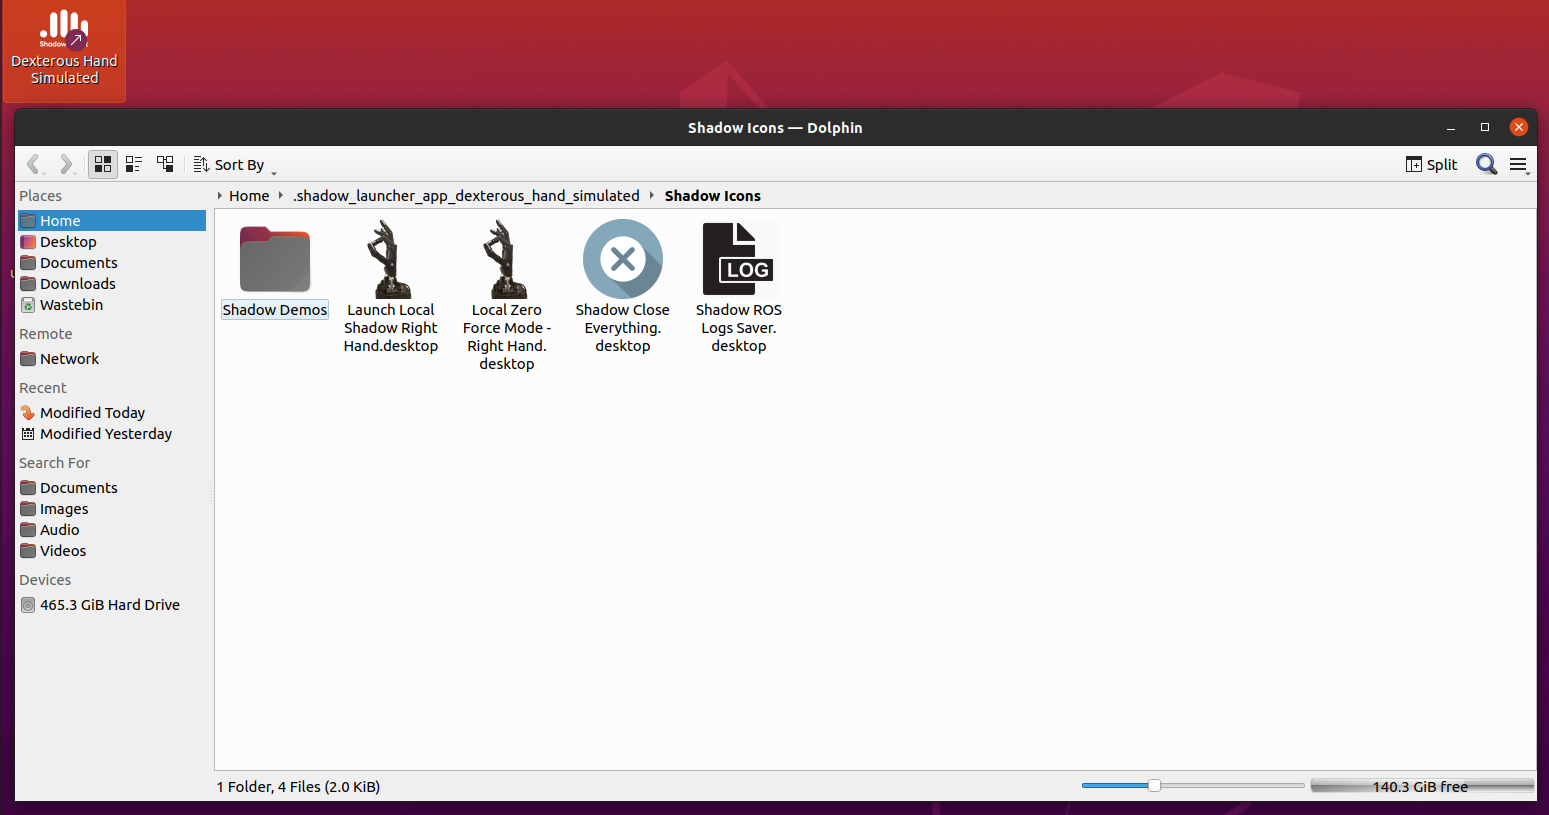 Dexterous Hand
Simulated
Shadow Icons — Dolphin
Sort By
Split
Places
Home
Desktop
Documents
Downloads
Wastebin
Remote
Network
Recent
Modified Today
Modified Yesterday
Search For
Documents
Images
Audio
Videos
Devices
465.3 GiB Hard Drive
Home
.shadow_launcher_app_dexterous_hand_simulated
Shadow Icons
Shadow Demos
Launch Local
Shadow Right
Hand.desktop
Local Zero
Force Mode -
Right Hand.
desktop
Shadow Close
Everything.
desktop
LOG
Shadow ROS
Logs Saver.
desktop
1 Folder, 4 Files (2.0 KiB)
140.3 GiB free